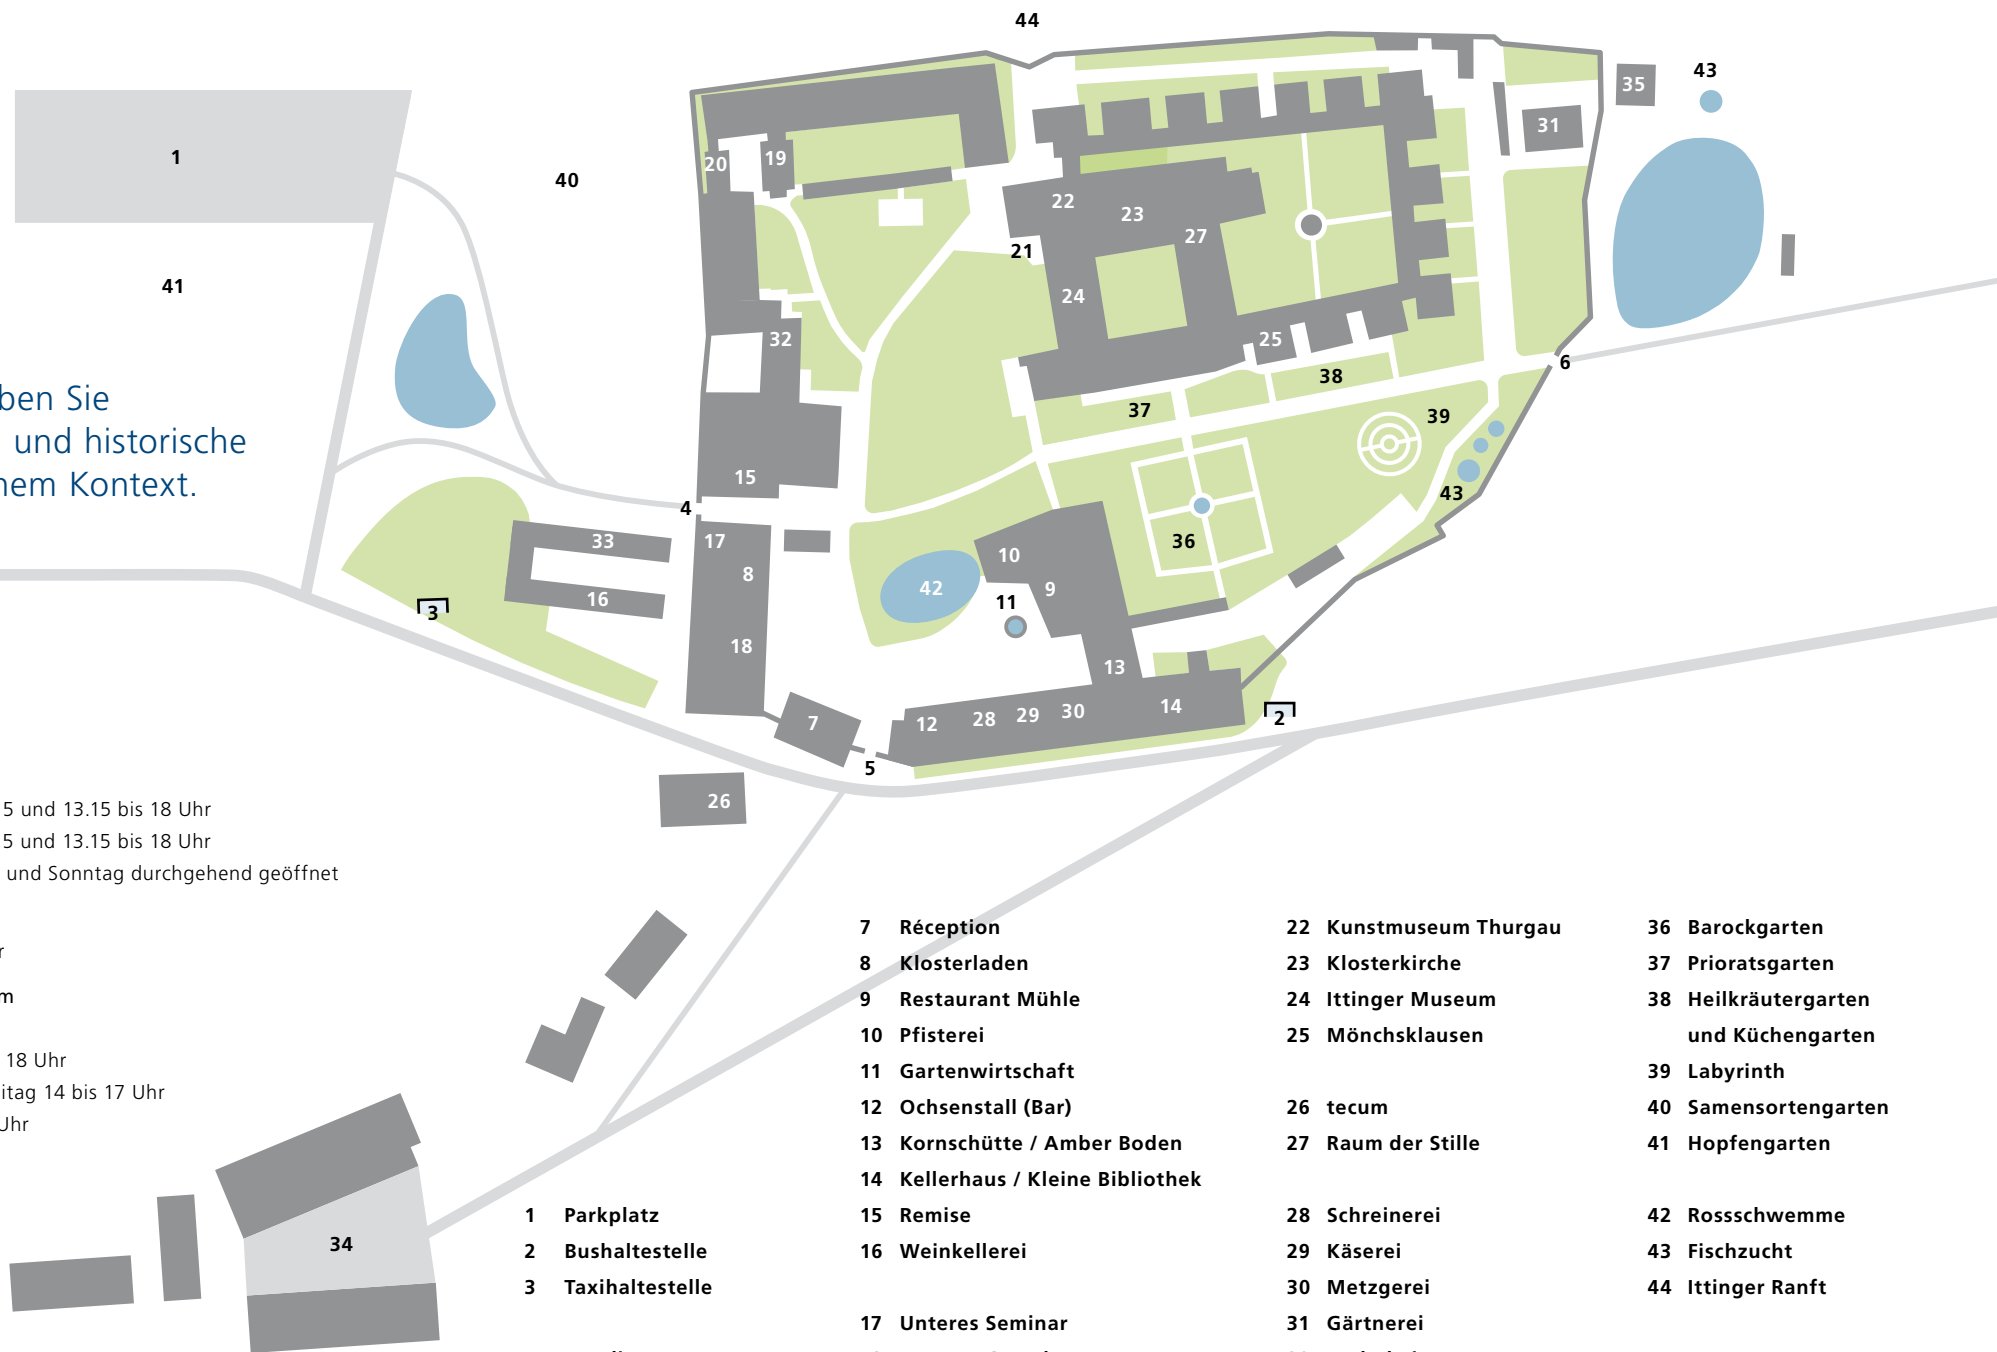 44
43
35
31
1
40
20
19
22
23
27
21
24
41
32
25
6
38
37
39
ben Sie
und historische
nem Kontext.
15
4
43
33
17
36
10
8
42
9
16
11
3
18
13
7
12
28
29
30
14
2
5
26
5 und 13.15 bis 18 Uhr
5 und 13.15 bis 18 Uhr
und Sonntag durchgehend geöffnet
r
m
18 Uhr
itag 14 bis 17 Uhr
Uhr
34
1 Parkplatz
2 Bushaltestelle
3 Taxihaltestelle
7 Réception
8 Klosterladen
9 Restaurant Mühle
10 Pfisterei
11 Gartenwirtschaft
12 Ochsenstall (Bar)
13 Kornschütte / Amber Boden
14 Kellerhaus / Kleine Bibliothek
15 Remise
16 Weinkellerei
17 Unteres Seminar
22 Kunstmuseum Thurgau
23 Klosterkirche
24 Ittinger Museum
25 Mönchsklausen
26 tecum
27 Raum der Stille
28 Schreinerei
29 Käserei
30 Metzgerei
31 Gärtnerei
36 Barockgarten
37 Prioratsgarten
38 Heilkräutergarten
und Küchengarten
39 Labyrinth
40 Samensortengarten
41 Hopfengarten
42 Rossschwemme
43 Fischzucht
44 Ittinger Ranft